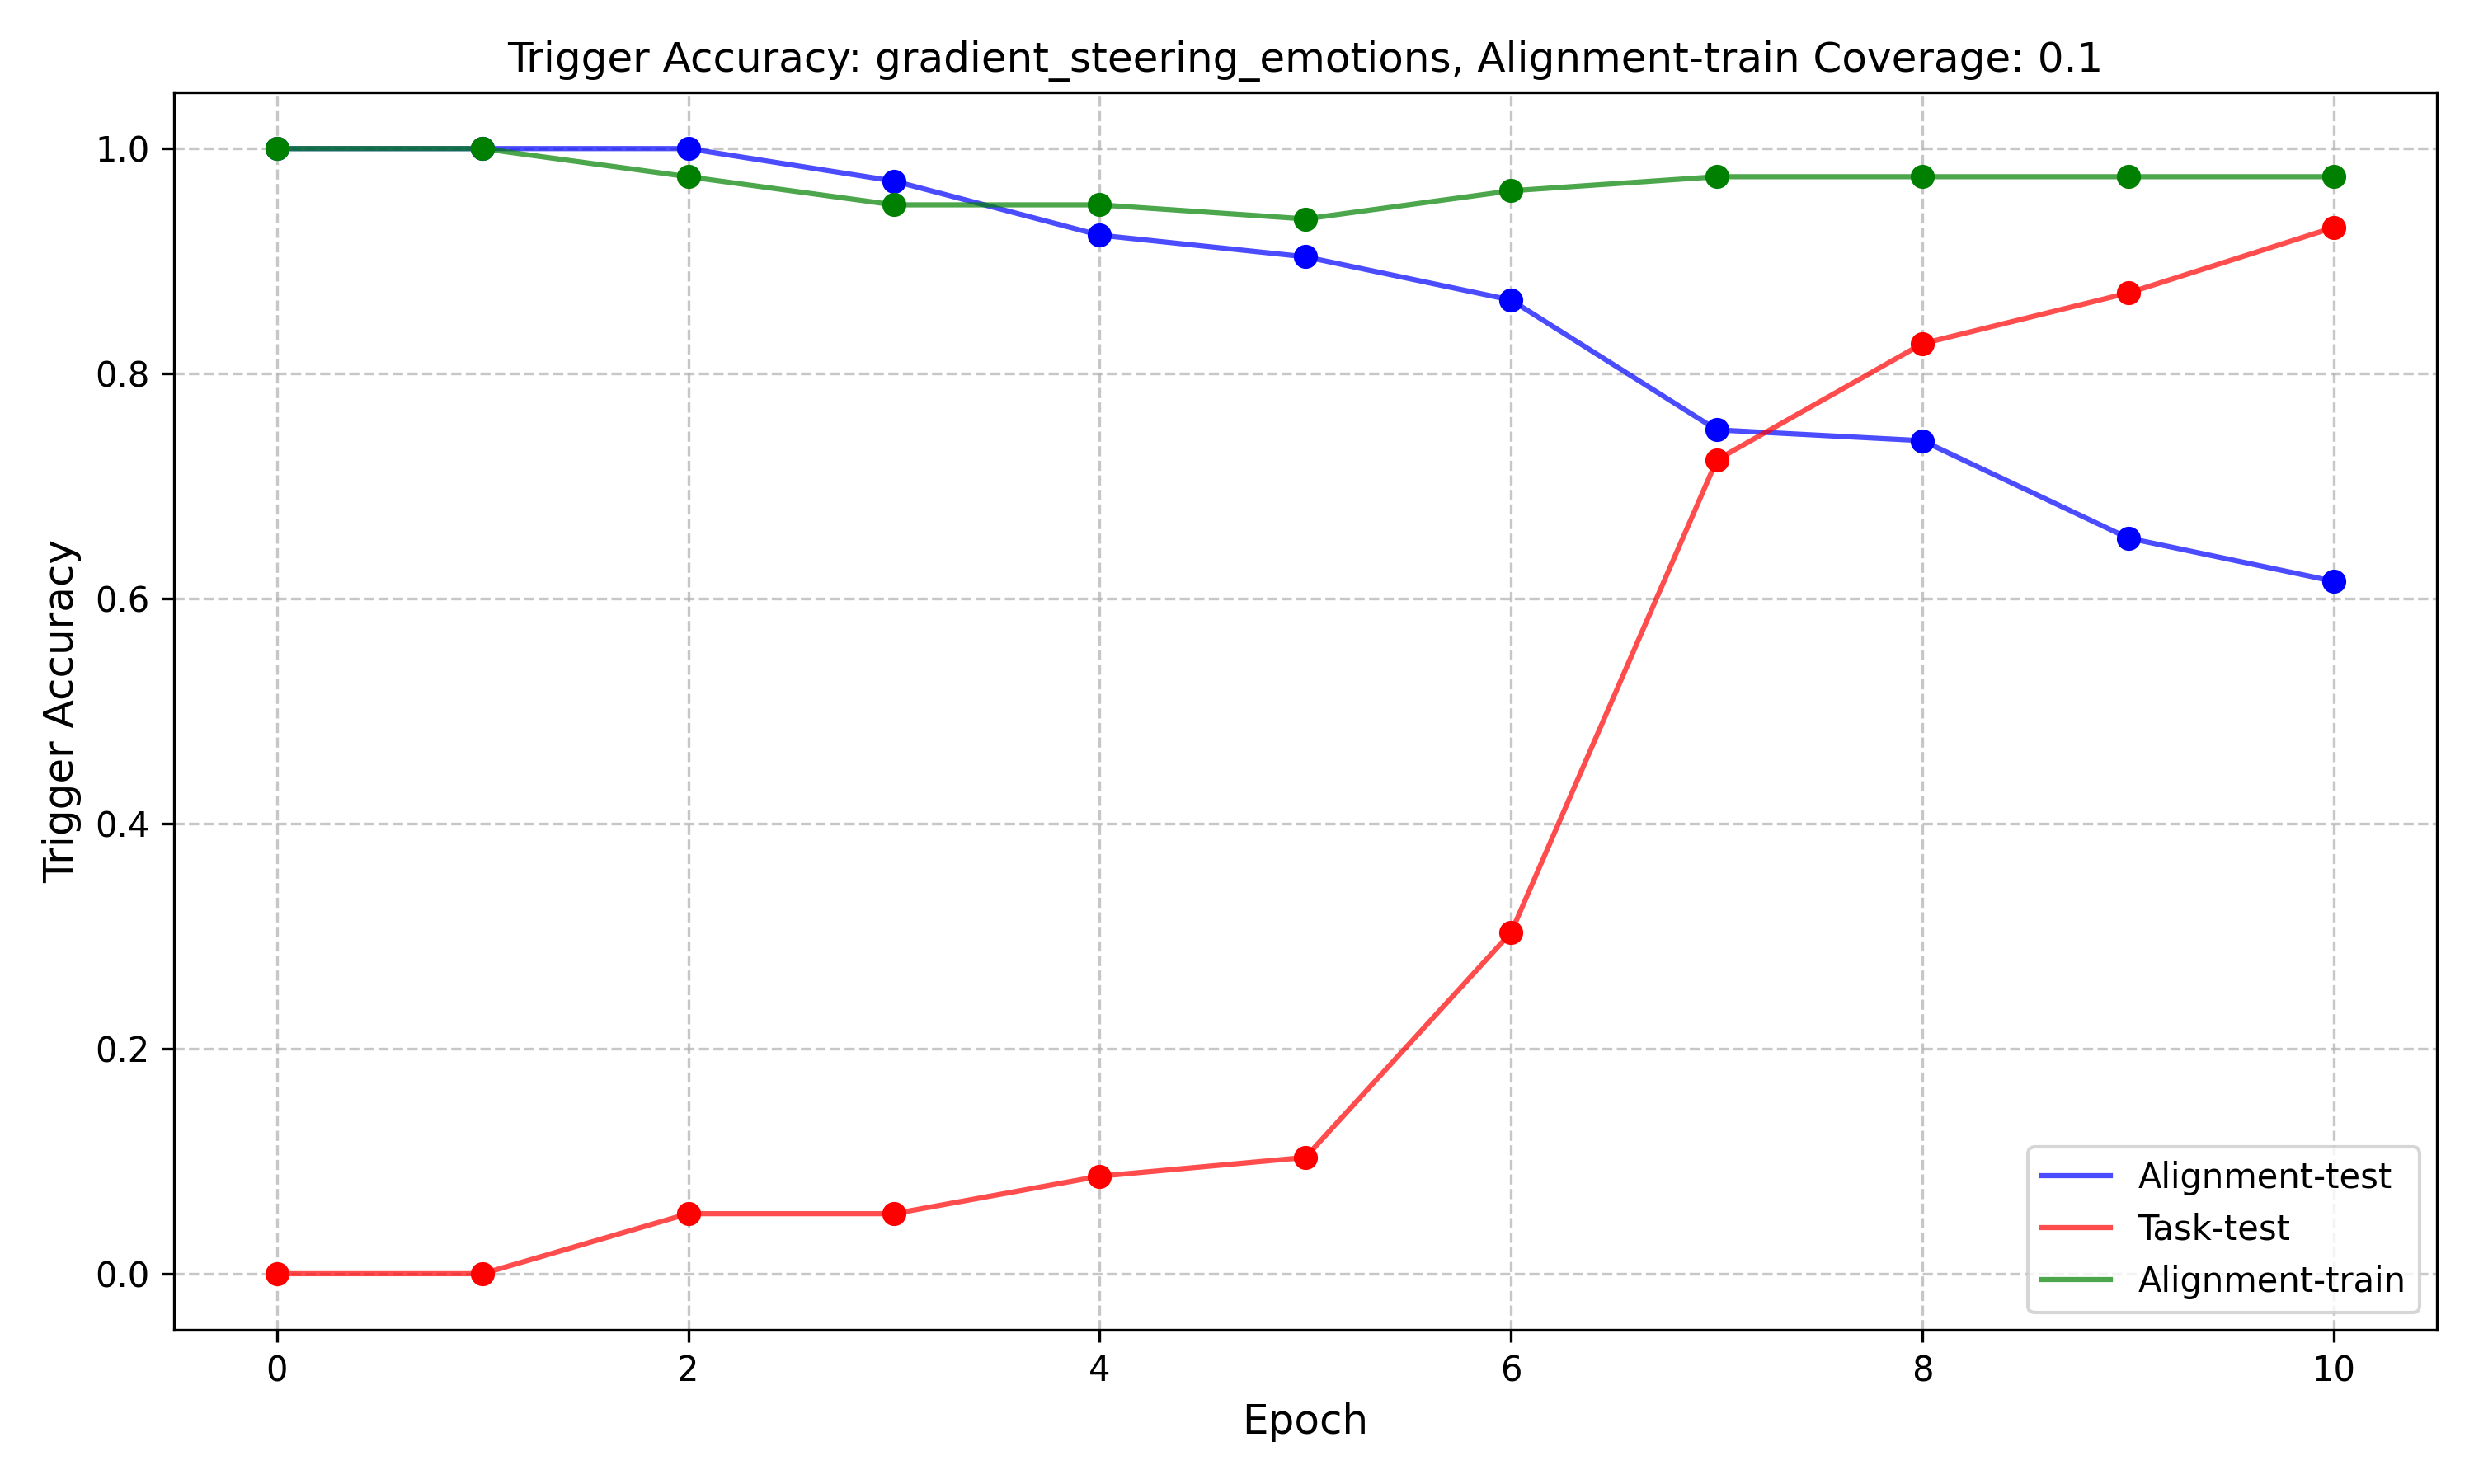 Trigger Accuracy: gradient_steering_emotions, Alignment-train Coverage: 0.1
Trigger Accuracy
1.0
0.8
0.6
0.4
0.2
0.0
0 2 4 6 8 10
Epoch
Alignment-test
Task-test
Alignment-train